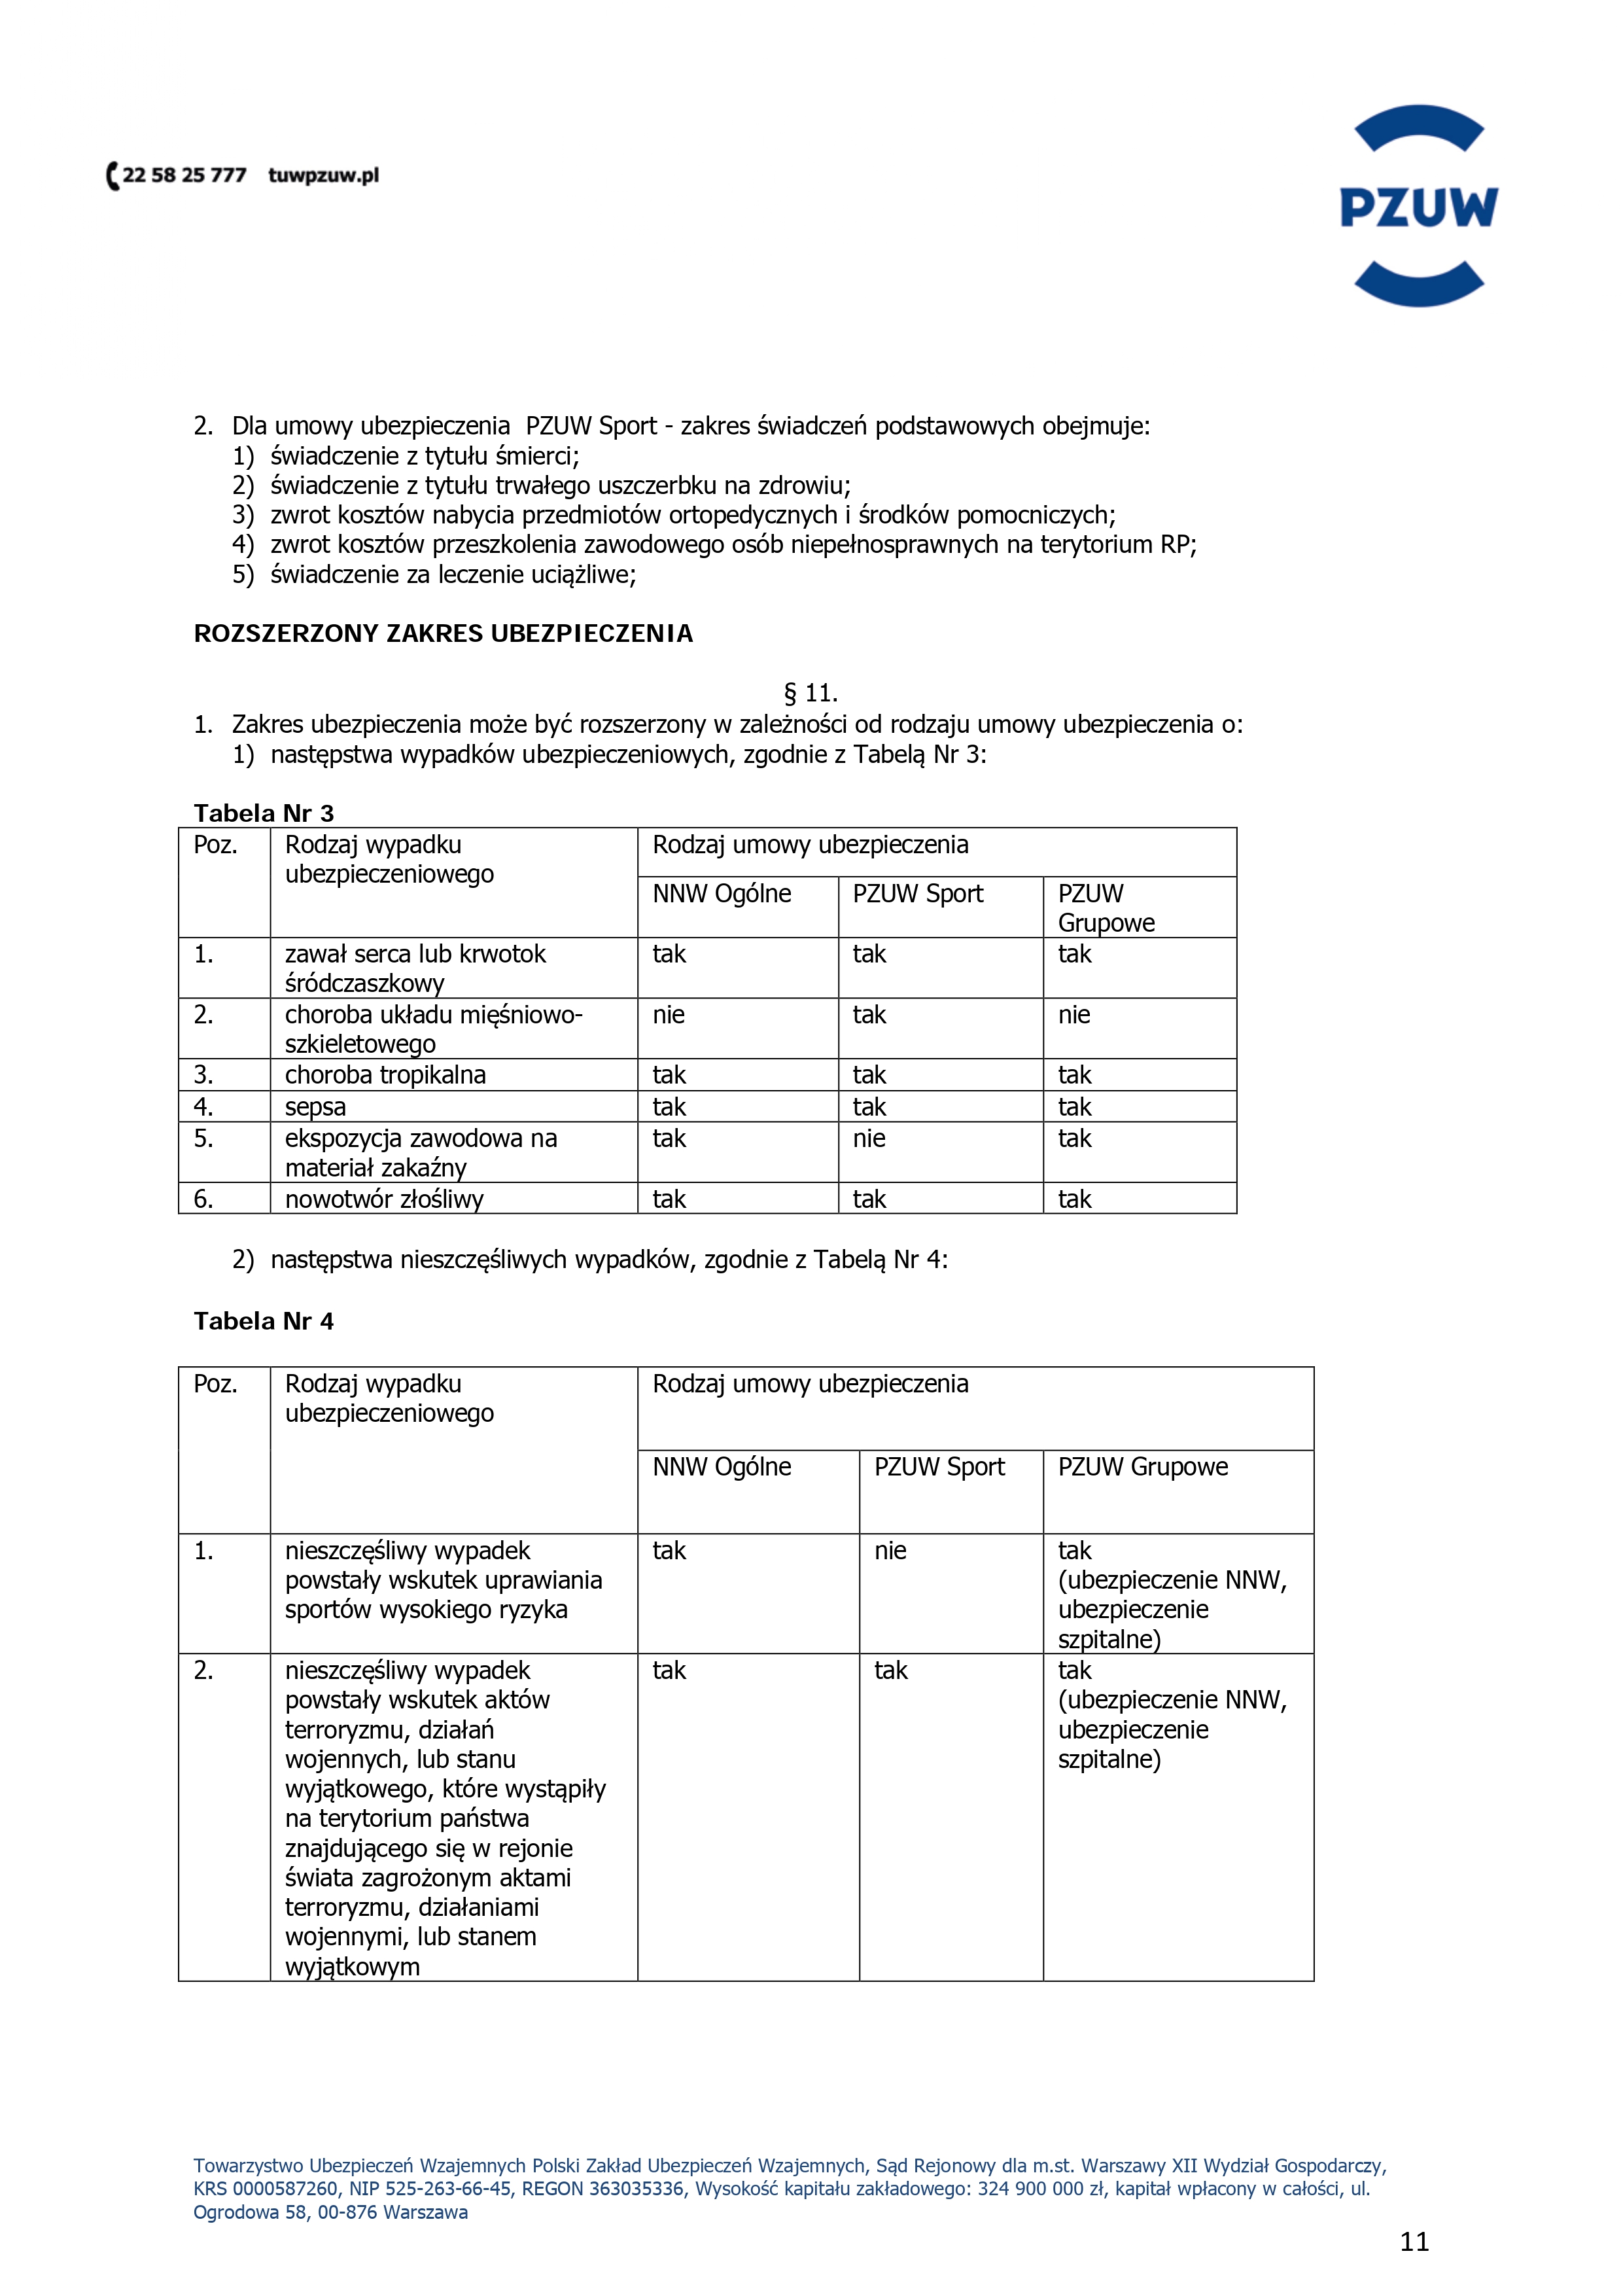 22 58 25 777 tuwpzuw.pl
PZUW
2. Dla umowy ubezpieczenia PZUW Sport - zakres świadczeń podstawowych obejmuje:
1) świadczenie z tytułu śmierci;
2) świadczenie z tytułu trwałego uszczerbku na zdrowiu;
3) zwrot kosztów nabycia przedmiotów ortopedycznych i środków pomocniczych;
4) zwrot kosztów przeszkolenia zawodowego osób niepełnosprawnych na terytorium RP;
5) świadczenie za leczenie uciążliwe;
ROZSZERZONY ZAKRES UBEZPIECZENIA
§ 11.
1. Zakres ubezpieczenia może być rozszerzony w zależności od rodzaju umowy ubezpieczenia o:
1) następstwa wypadków ubezpieczeniowych, zgodnie z Tabelą Nr 3:
Tabela Nr 3
Poz. Rodzaj wypadku Rodzaj umowy ubezpieczenia
ubezpieczeniowego
NNW Ogólne PZUW Sport PZUW
Grupowe
1. zawał serca lub krwotok tak tak tak
śródczaszkowy
2. choroba układu mięśniowo- nie tak nie
szkieletowego
3. choroba tropikalna tak tak tak
4. sepsa tak tak tak
5. ekspozycja zawodowa na tak nie tak
materiał zakaźny
6. nowotwór złośliwy tak tak tak
2) następstwa nieszczęśliwych wypadków, zgodnie z Tabelą Nr 4:
Tabela Nr 4
Poz. Rodzaj wypadku Rodzaj umowy ubezpieczenia
ubezpieczeniowego
NNW Ogólne PZUW Sport PZUW Grupowe
1. nieszczęśliwy wypadek tak nie tak
powstały wskutek uprawiania (ubezpieczenie NNW,
sportów wysokiego ryzyka ubezpieczenie
szpitalne)
2. nieszczęśliwy wypadek tak tak tak
powstały wskutek aktów (ubezpieczenie NNW,
terroryzmu, działań ubezpieczenie
wojennych, lub stanu szpitalne)
wyjątkowego, które wystąpiły
na terytorium państwa
znajdującego się w rejonie
świata zagrożonym aktami
terroryzmu, działaniami
wojennymi, lub stanem
wyjątkowym
Towarzystwo Ubezpieczeń Wzajemnych Polski Zakład Ubezpieczeń Wzajemnych, Sąd Rejonowy dla m.st. Warszawy XII Wydział Gospodarczy,
KRS 0000587260, NIP 525-263-66-45, REGON 363035336, Wysokość kapitału zakładowego: 324 900 000 zł, kapitał wpłacony w całości, ul.
Ogrodowa 58, 00-876 Warszawa
11